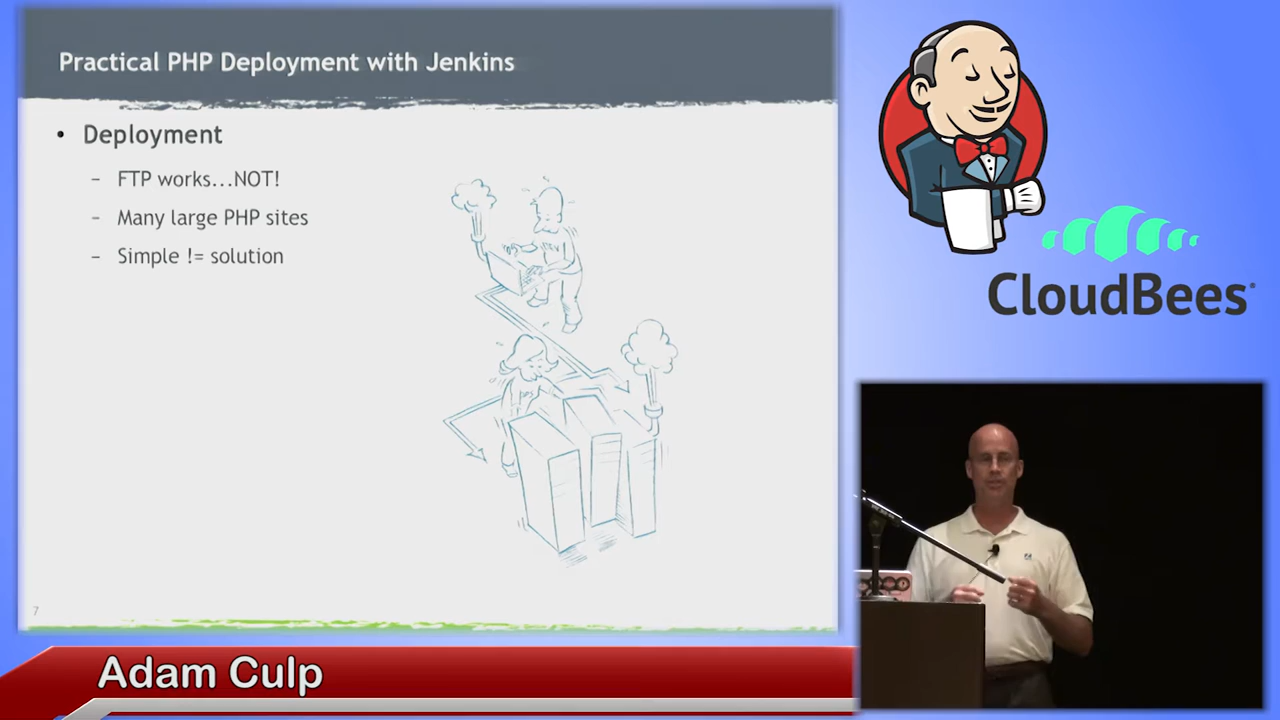 Practical PHP Deployment with Jenkins
• Deployment
– FTP works...NOT!
– Many large PHP sites
– Simple != solution
7
CloudBees
Adam Culp